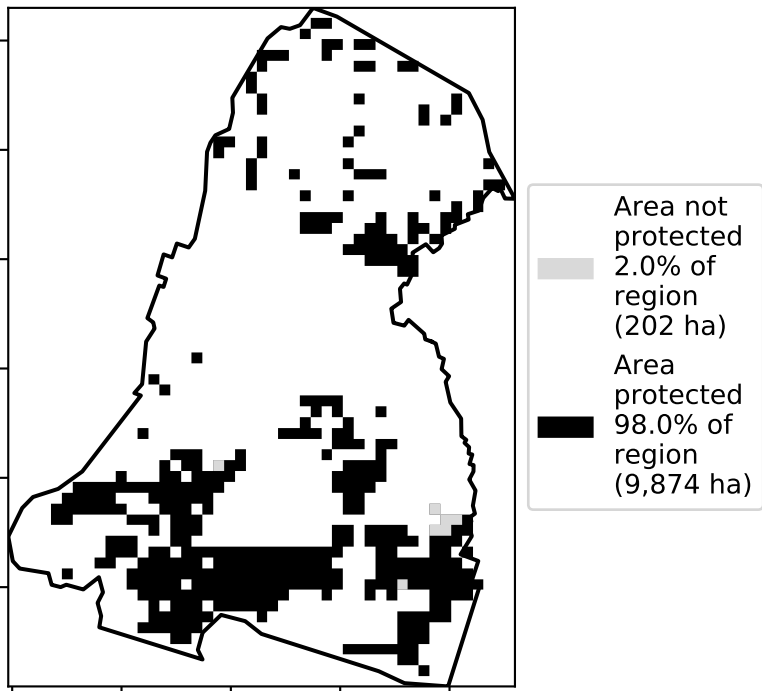 Area not
protected
2.0% of
region
(202 ha)
Area
protected
98.0% of
region
(9,874 ha)